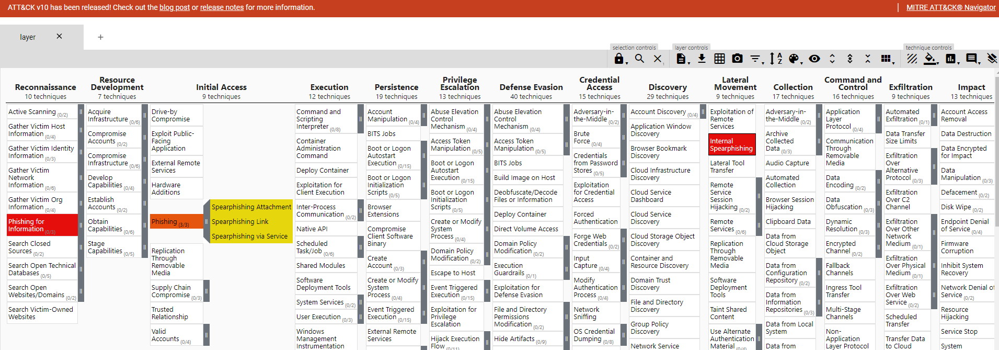 ATT&CK v10 has been released! Check out the blog post or release notes for more information.
MITRE ATT&CK® Navigator
layer
selection controls
layer controls
technique controls
Reconnaissance
10 techniques
Active Scanning (0/2)
Gather Victim Host
Information (0/4)
Gather Victim Identity
Information (0/3)
Gather Victim
Network
Information (0/6)
Gather Victim Org
Information (0/4)
Phishing for
Information (0/3)
Search Closed
Sources (0/2)
Search Open Technical
Databases (0/5)
Search Open
Websites/Domains (0/2)
Search Victim-Owned
Websites
Resource
Development
7 techniques
Acquire
Infrastructure (0/6)
Compromise
Accounts (0/2)
Compromise
Infrastructure (0/6)
Develop
Capabilities (0/4)
Establish
Accounts (0/2)
Obtain
Capabilities (0/6)
Stage
Capabilities (0/5)
Initial Access
9 techniques
Drive-by
Compromise
Exploit Public-
Facing
Application
External Remote
Services
Hardware
Additions
Phishing (3/3)
Spearphishing Attachment
Spearphishing Link
Spearphishing via Service
Replication
Through
Removable
Media
Supply Chain
Compromise (0/3)
Trusted
Relationship
Valid
Accounts (0/4)
Execution
12 techniques
Command and
Scripting
Interpreter (0/8)
Container
Administration
Command
Deploy Container
Exploitation for
Client Execution
Inter-Process
Communication (0/2)
Native API
Scheduled
Task/Job (0/6)
Shared Modules
Software
Deployment Tools
System Services (0/2)
User Execution (0/3)
Windows
Management
Instrumentation
Persistence
19 techniques
Account
Manipulation (0/4)
BITS Jobs
Boot or Logon
Autostart
Execution (0/15)
Boot or Logon
Initialization
Scripts (0/5)
Browser
Extensions
Compromise
Client Software
Binary
Create
Account (0/3)
Create or Modify
System
Process (0/4)
Event Triggered
Execution (0/15)
External Remote
Services
Privilege
Escalation
13 techniques
Abuse Elevation
Control
Mechanism (0/4)
Access Token
Manipulation (0/5)
Boot or Logon
Autostart
Execution (0/15)
Boot or Logon
Initialization
Scripts (0/5)
Create or Modify
System
Process (0/4)
Domain Policy
Modification (0/2)
Escape to Host
Event Triggered
Execution (0/15)
Exploitation for
Privilege
Escalation
Hijack Execution
Flow (0/11)
Defense Evasion
40 techniques
Abuse Elevation
Control
Mechanism (0/4)
Access Token
Manipulation (0/5)
BITS Jobs
Build Image on Host
Deobfuscate/Decode
Files or Information
Deploy Container
Direct Volume Access
Domain Policy
Modification (0/2)
Execution
Guardrails (0/1)
Exploitation for
Defense Evasion
File and Directory
Permissions
Modification (0/2)
Hide Artifacts (0/9)
Credential
Access
15 techniques
Adversary-in-
the-Middle (0/2)
Brute
Force (0/4)
Credentials
from Password
Stores (0/5)
Exploitation
for Credential
Access
Forced
Authentication
Forge Web
Credentials (0/2)
Input
Capture (0/4)
Modify
Authentication
Process (0/4)
Network
Sniffing
OS Credential
Dumping (0/8)
Discovery
29 techniques
Account Discovery (0/4)
Application Window
Discovery
Browser Bookmark
Discovery
Cloud Infrastructure
Discovery
Cloud Service
Dashboard
Cloud Service
Discovery
Cloud Storage Object
Discovery
Container and
Resource Discovery
Domain Trust
Discovery
File and Directory
Discovery
Group Policy
Discovery
Network Service
Lateral
Movement
9 techniques
Exploitation of
Remote
Services
Internal
Spearphishing
Lateral Tool
Transfer
Remote
Service
Session
Hijacking (0/2)
Remote
Services (0/6)
Replication
Through
Removable
Media
Software
Deployment
Tools
Taint Shared
Content
Use Alternate
Authentication
Material (0/4)
Collection
17 techniques
Adversary-in-
the-Middle (0/2)
Archive
Collected
Data (0/3)
Audio Capture
Automated
Collection
Browser Session
Hijacking
Clipboard Data
Data from
Cloud Storage
Object
Data from
Configuration
Repository (0/2)
Data from
Information
Repositories (0/3)
Data from Local
System
Data from
Command and
Control
16 techniques
Application
Layer
Protocol (0/4)
Communication
Through
Removable
Media
Data
Encoding (0/2)
Data
Obfuscation (0/3)
Dynamic
Resolution (0/3)
Encrypted
Channel (0/2)
Fallback
Channels
Ingress Tool
Transfer
Multi-Stage
Channels
Non-
Application
Layer Protocol
Exfiltration
9 techniques
Automated
Exfiltration (0/1)
Data Transfer
Size Limits
Exfiltration
Over
Alternative
Protocol (0/3)
Exfiltration
Over C2
Channel
Exfiltration
Over Other
Network
Medium (0/1)
Exfiltration
Over Physical
Medium (0/1)
Exfiltration
Over Web
Service (0/2)
Scheduled
Transfer
Transfer Data
to Cloud
Impact
13 techniques
Account Access
Removal
Data Destruction
Data Encrypted
for Impact
Data
Manipulation (0/3)
Defacement (0/2)
Disk Wipe (0/2)
Endpoint Denial
of Service (0/4)
Firmware
Corruption
Inhibit System
Recovery
Network Denial of
Service (0/2)
Resource
Hijacking
Service Stop
System